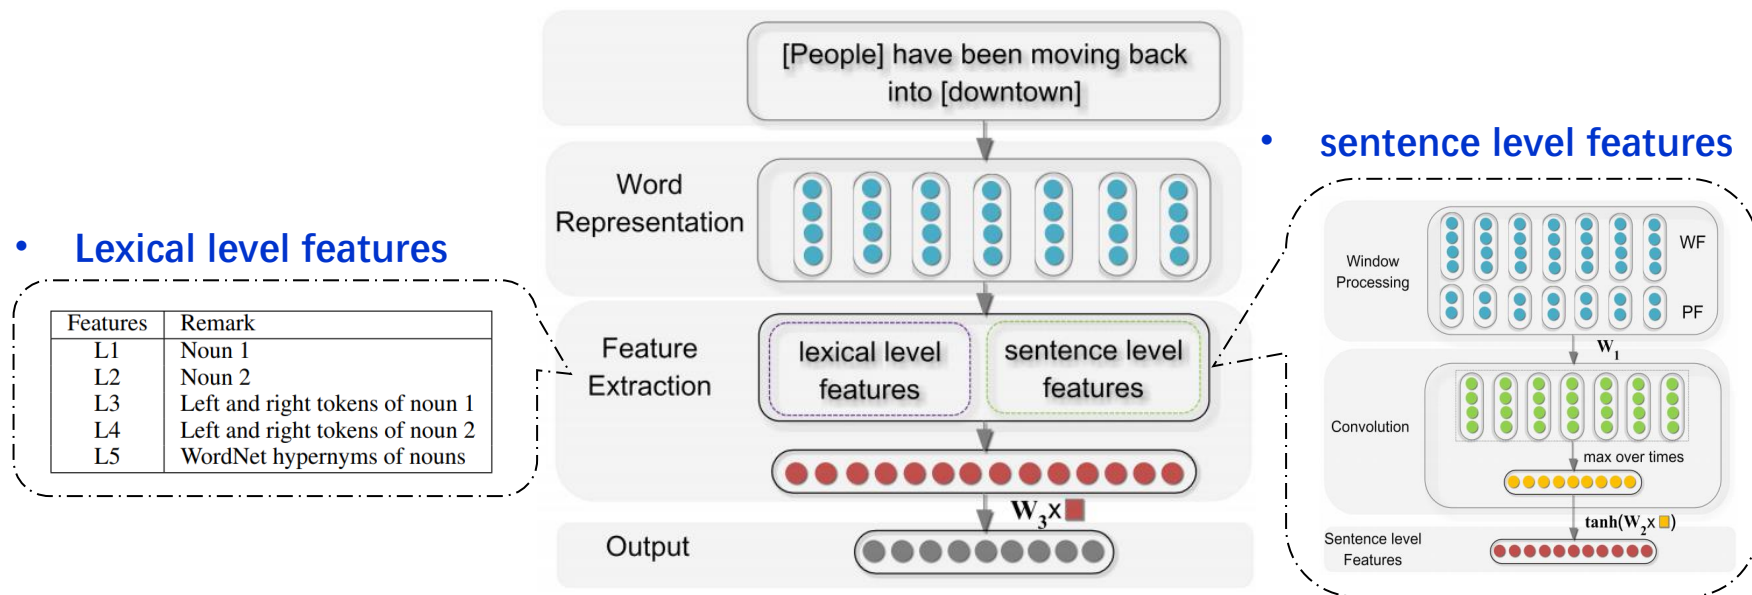 [People] have been moving back
into [downtown]
Word
Representation
Feature
Extraction
lexical level
features
sentence level
features
W3x
Output
• Lexical level features
Features Remark
L1 Noun 1
L2 Noun 2
L3 Left and right tokens of noun 1
L4 Left and right tokens of noun 2
L5 WordNet hypernyms of nouns
• sentence level features
Window
Processing
WF
PF
W1
Convolution
max over times
tanh(W2x )
Sentence level
Features